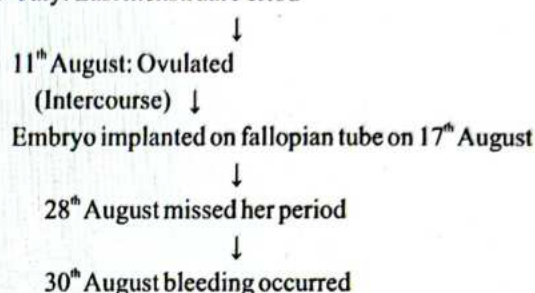 ↓
11th August: Ovulated
(Intercourse) ↓
Embryo implanted on fallopian tube on 17th August
↓
28th August missed her period
↓
30th August bleeding occurred